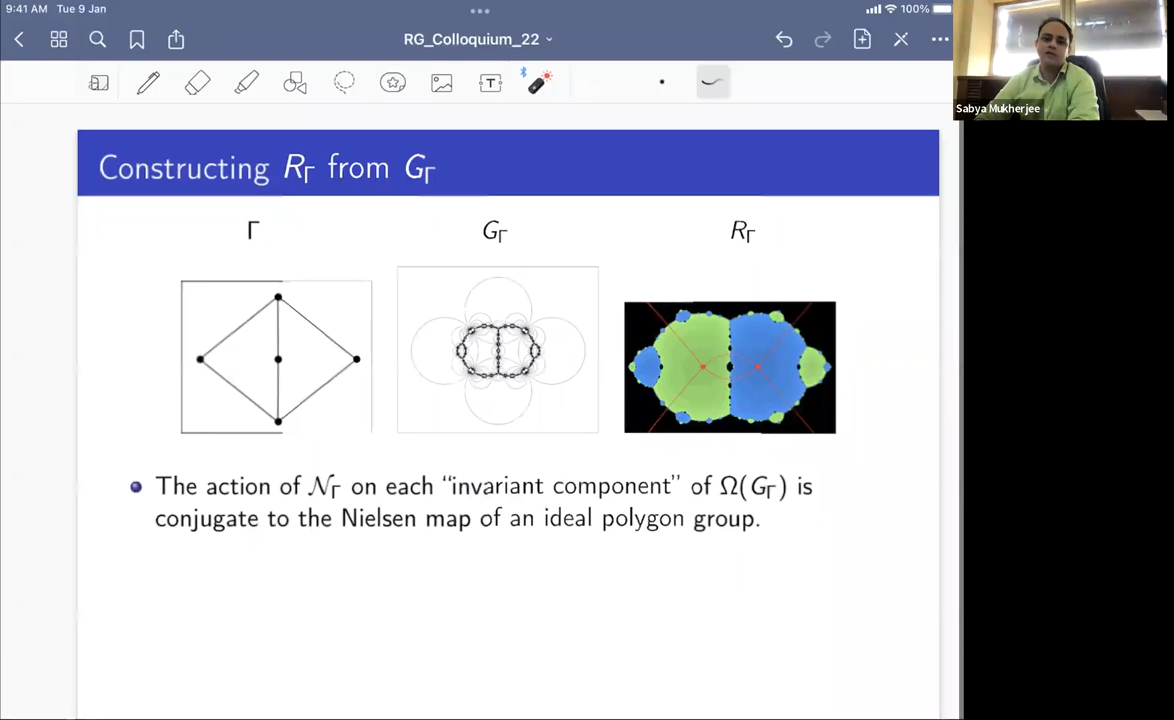 9:41 AM Tue 9 Jan
100%
RG_Colloquium_22
T
Sabya Mukherjee
Constructing R_Γ from G_Γ
Γ
G_Γ
R_Γ
The action of 𝒩_Γ on each “invariant component” of Ω(G_Γ) is
conjugate to the Nielsen map of an ideal polygon group.